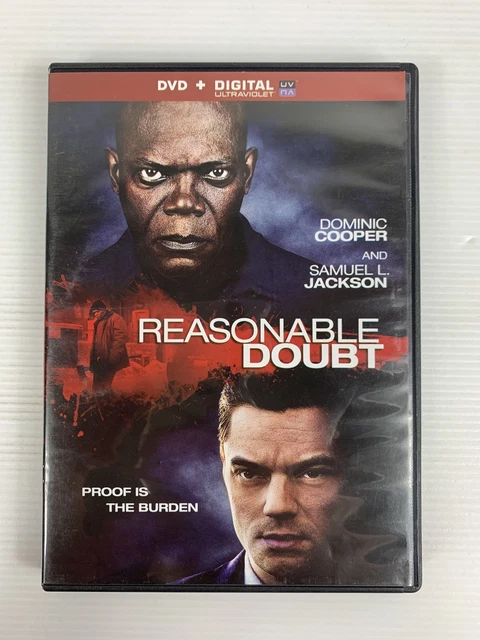 DVD + DIGITAL UV
ULTRAVIOLET
DOMINIC
COOPER
AND
SAMUEL L.
JACKSON
REASONABLE
DOUBT
PROOF IS
THE BURDEN